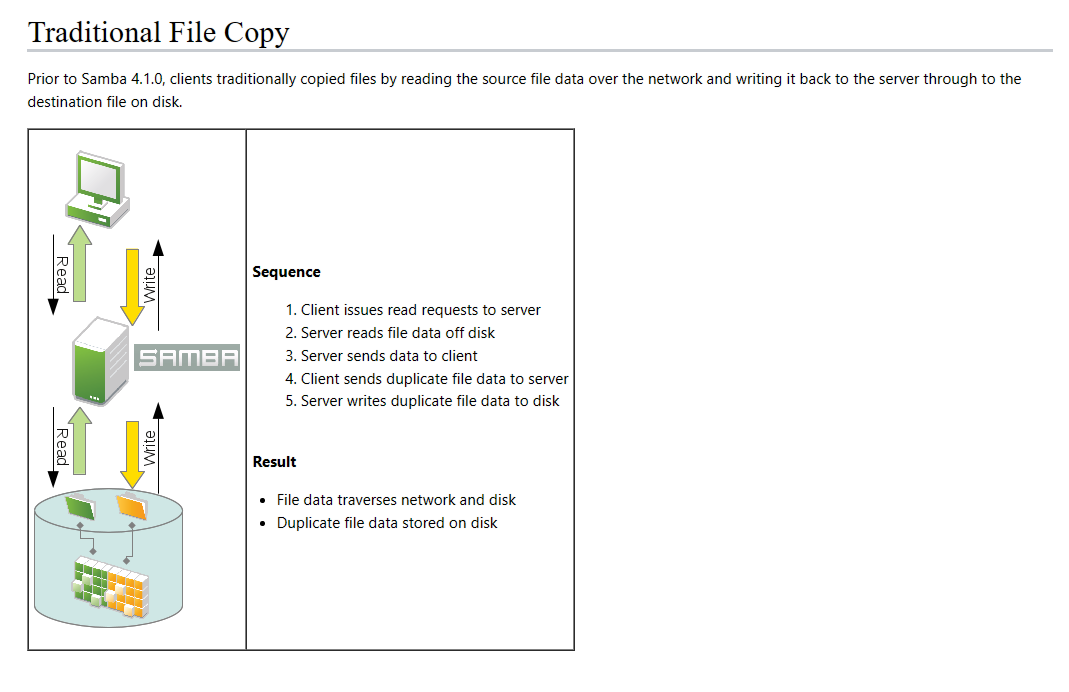 Traditional File Copy
Prior to Samba 4.1.0, clients traditionally copied files by reading the source file data over the network and writing it back to the server through to the
destination file on disk.
Read
Write
SAMBA
Read
Write
Sequence
1. Client issues read requests to server
2. Server reads file data off disk
3. Server sends data to client
4. Client sends duplicate file data to server
5. Server writes duplicate file data to disk
Result
• File data traverses network and disk
• Duplicate file data stored on disk